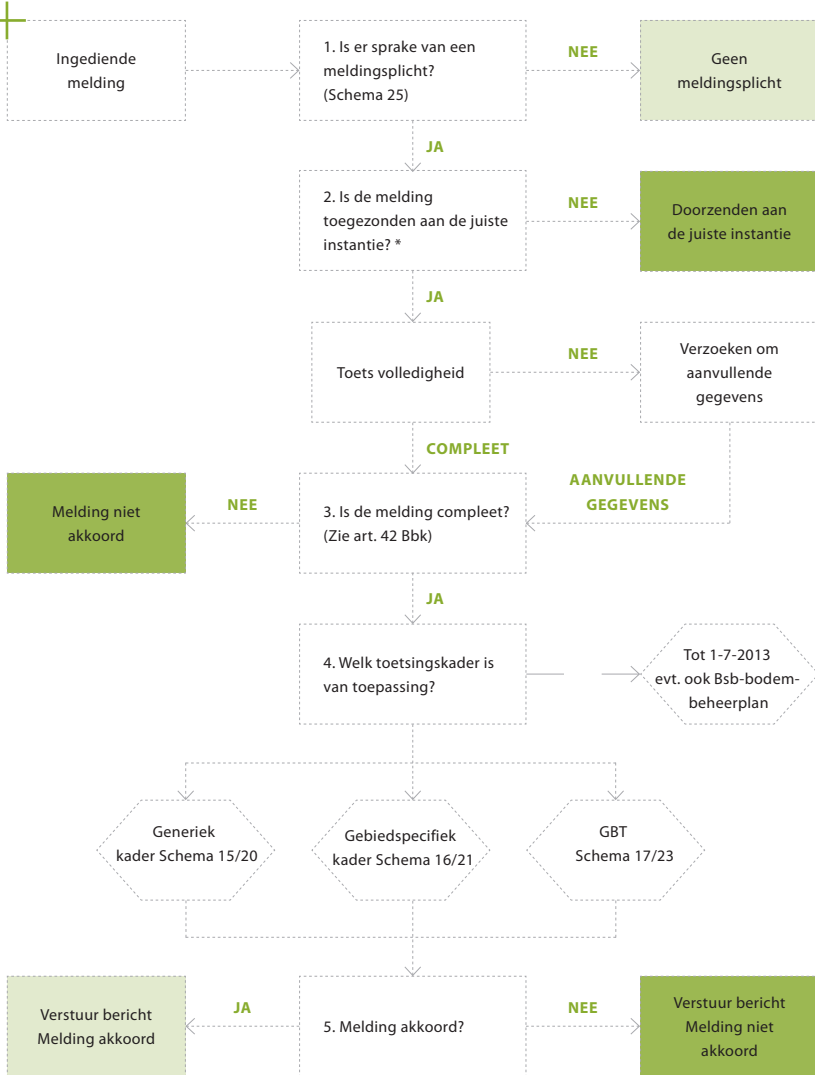 Ingediende
melding
1. Is er sprake van een
meldingsplicht?
(Schema 25)
NEE
Geen
meldingsplicht
JA
2. Is de melding
toegezonden aan de juiste
instantie? *
NEE
Doorzenden aan
de juiste instantie
JA
Toets volledigheid
NEE
Verzoeken om
aanvullende
gegevens
COMPLEET
AANVULLENDE
GEGEVENS
Melding niet
akkoord
NEE
3. Is de melding compleet?
(Zie art. 42 Bbk)
JA
4. Welk toetsingskader is
van toepassing?
Tot 1-7-2013
evt. ook Bsb-bodem-
beheerplan
Generiek
kader Schema 15/20
Gebiedspecifiek
kader Schema 16/21
GBT
Schema 17/23
Verstuur bericht
Melding akkoord
JA
5. Melding akkoord?
NEE
Verstuur bericht
Melding niet
akkoord